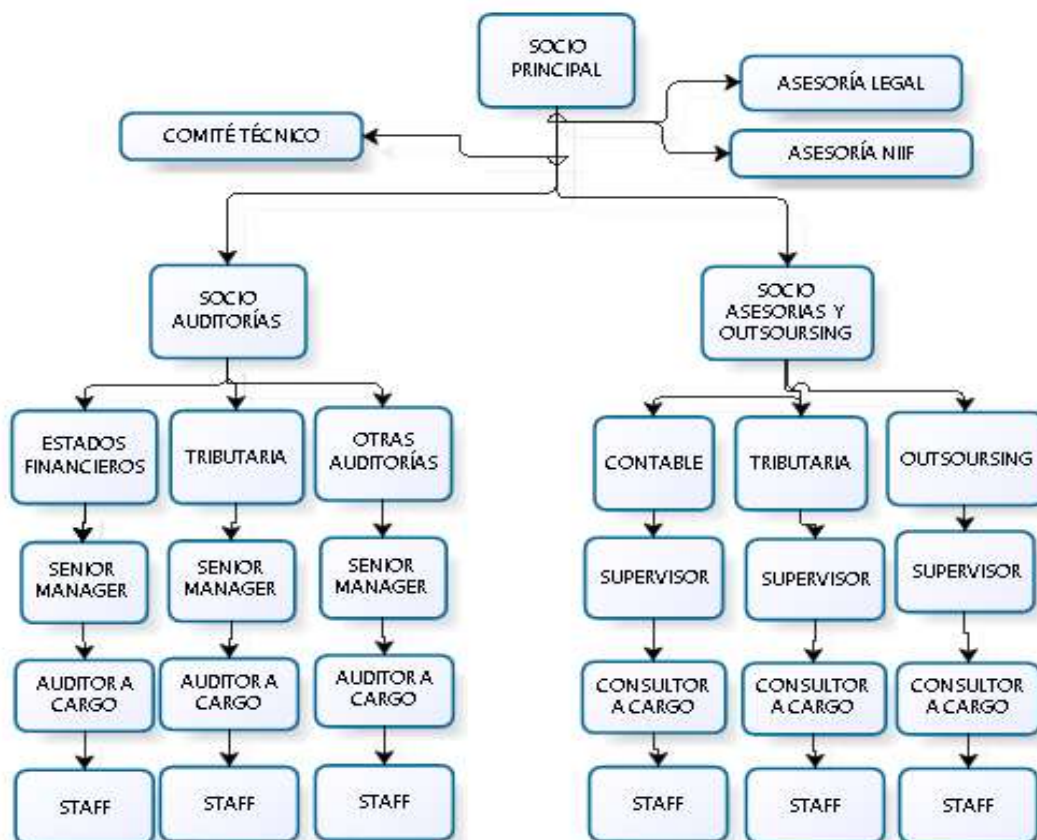 SOCIO
PRINCIPAL
ASESORÍA LEGAL
COMITÉ TÉCNICO
ASESORÍA NIIF
SOCIO
AUDITORÍAS
SOCIO
ASESORIAS Y
OUTSOURSING
ESTADOS
FINANCIEROS
TRIBUTARIA
OTRAS
AUDITORÍAS
CONTABLE
TRIBUTARIA
OUTSOURSING
SENIOR
MANAGER
SENIOR
MANAGER
SENIOR
MANAGER
SUPERVISOR
SUPERVISOR
SUPERVISOR
AUDITOR A
CARGO
AUDITOR A
CARGO
AUDITOR A
CARGO
CONSULTOR
A CARGO
CONSULTOR
A CARGO
CONSULTOR
A CARGO
STAFF
STAFF
STAFF
STAFF
STAFF
STAFF